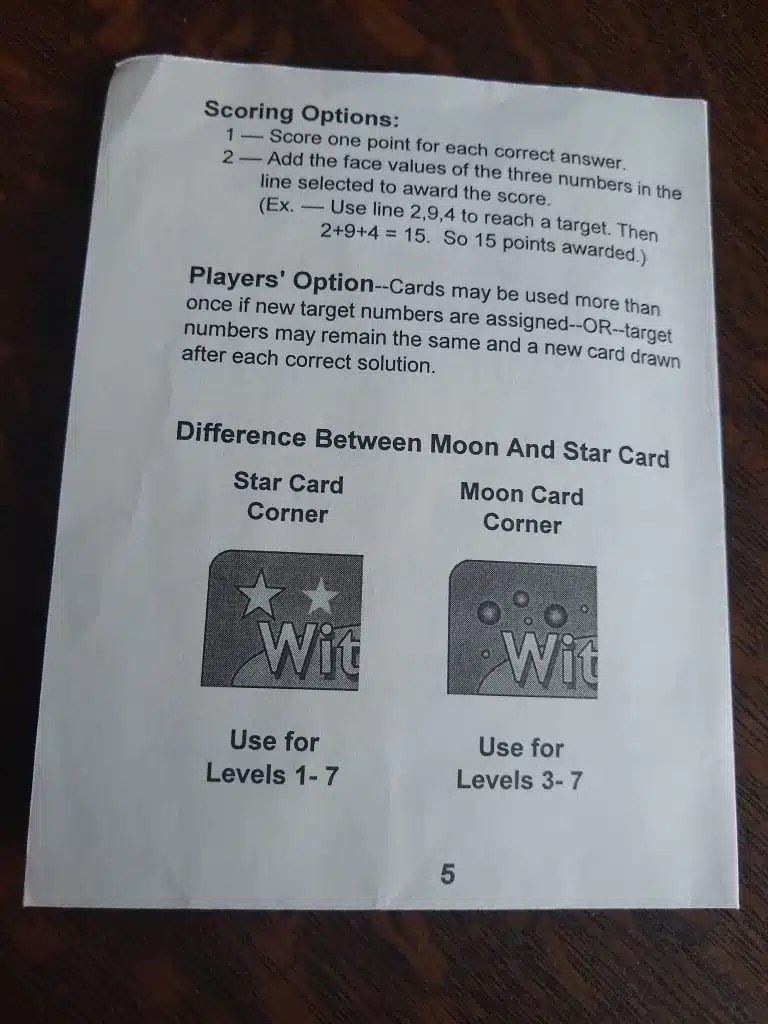 Scoring Options:
1 — Score one point for each correct answer.
2 — Add the face values of the three numbers in the
line selected to award the score.
(Ex. — Use line 2,9,4 to reach a target. Then
2+9+4 = 15. So 15 points awarded.)
Players' Option--Cards may be used more than
once if new target numbers are assigned--OR--target
numbers may remain the same and a new card drawn
after each correct solution.
Difference Between Moon And Star Card
Star Card
Corner
Moon Card
Corner
Wit
Wit
Use for
Levels 1- 7
Use for
Levels 3- 7
5